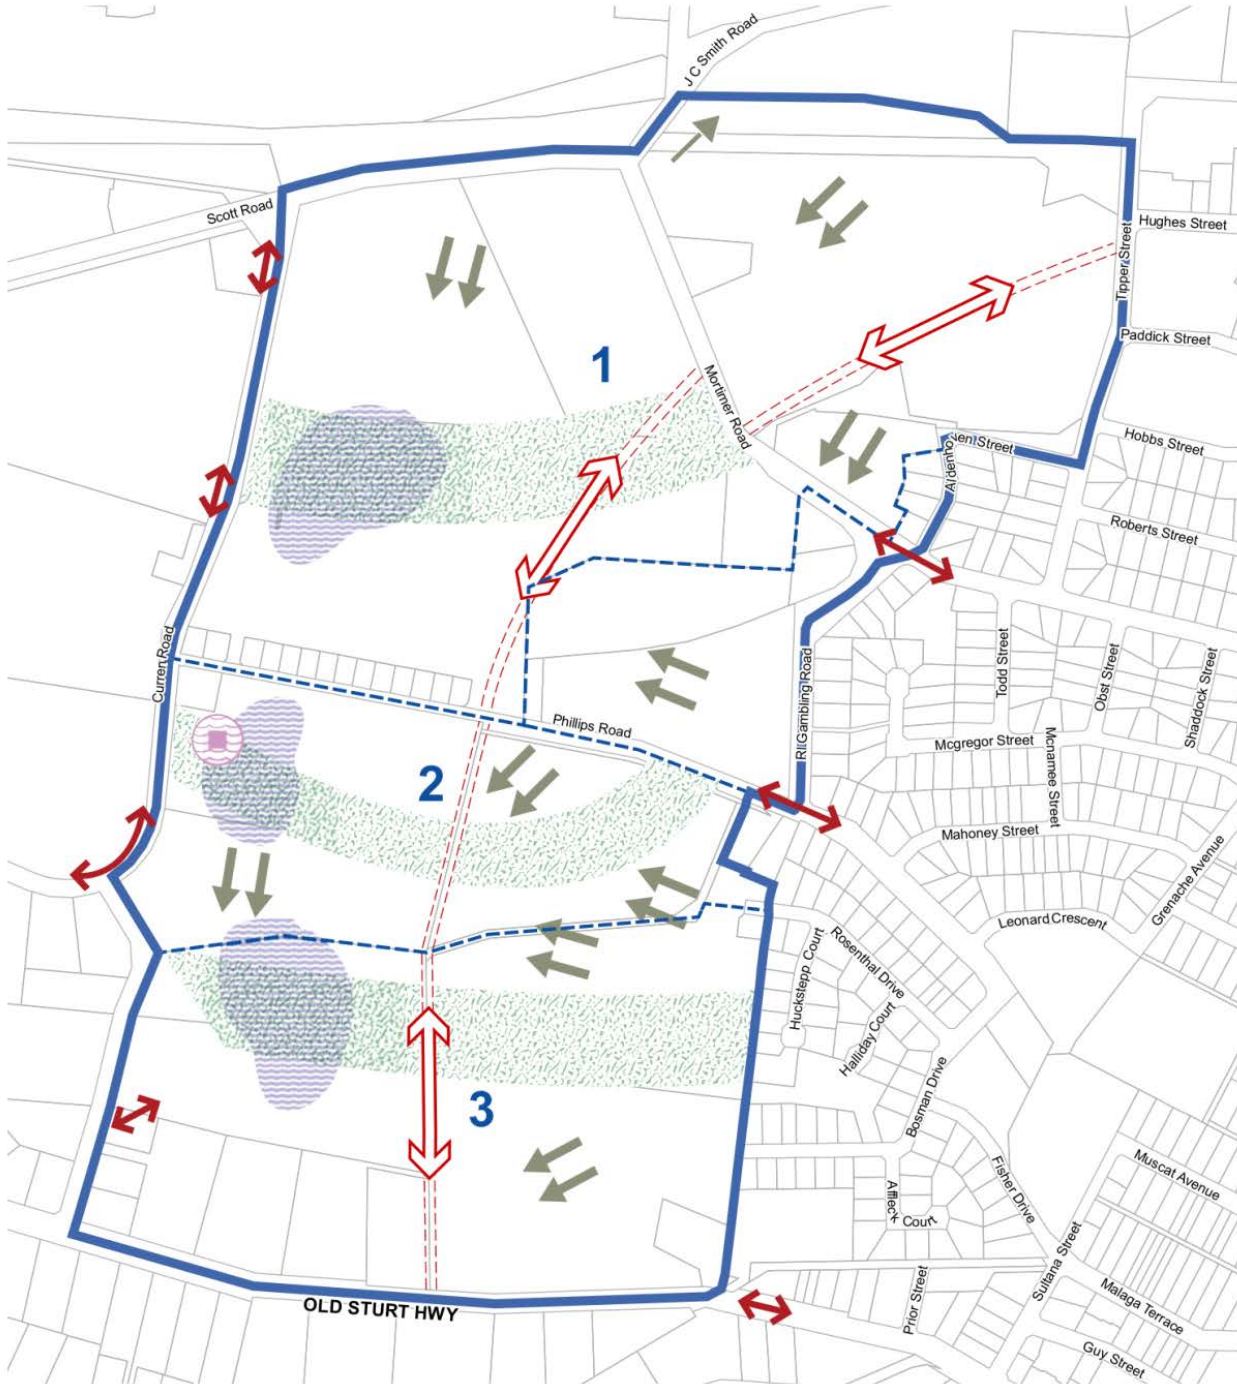 J C Smith Road
Scott Road
Hughes Street
Tipper Street
Paddick Street
1
Mortimer Road
Hobbs Street
nen Street
Aldenho
Roberts Street
Curren Road
Todd Street
Obst Street
Shaddock Street
Ril Gambling Road
Phillips Road
Mcgregor Street
Mcnamee Street
2
Mahoney Street
Grenache Avenue
Leonard Crescent
Rosenthal Drive
Huckstepp Court
Halliday Court
Bosman Drive
3
Fisher Drive
Muscat Avenue
Affleck Court
Sultana Street
Malaga Terrace
Prior Street
OLD STURT HWY
Guy Street